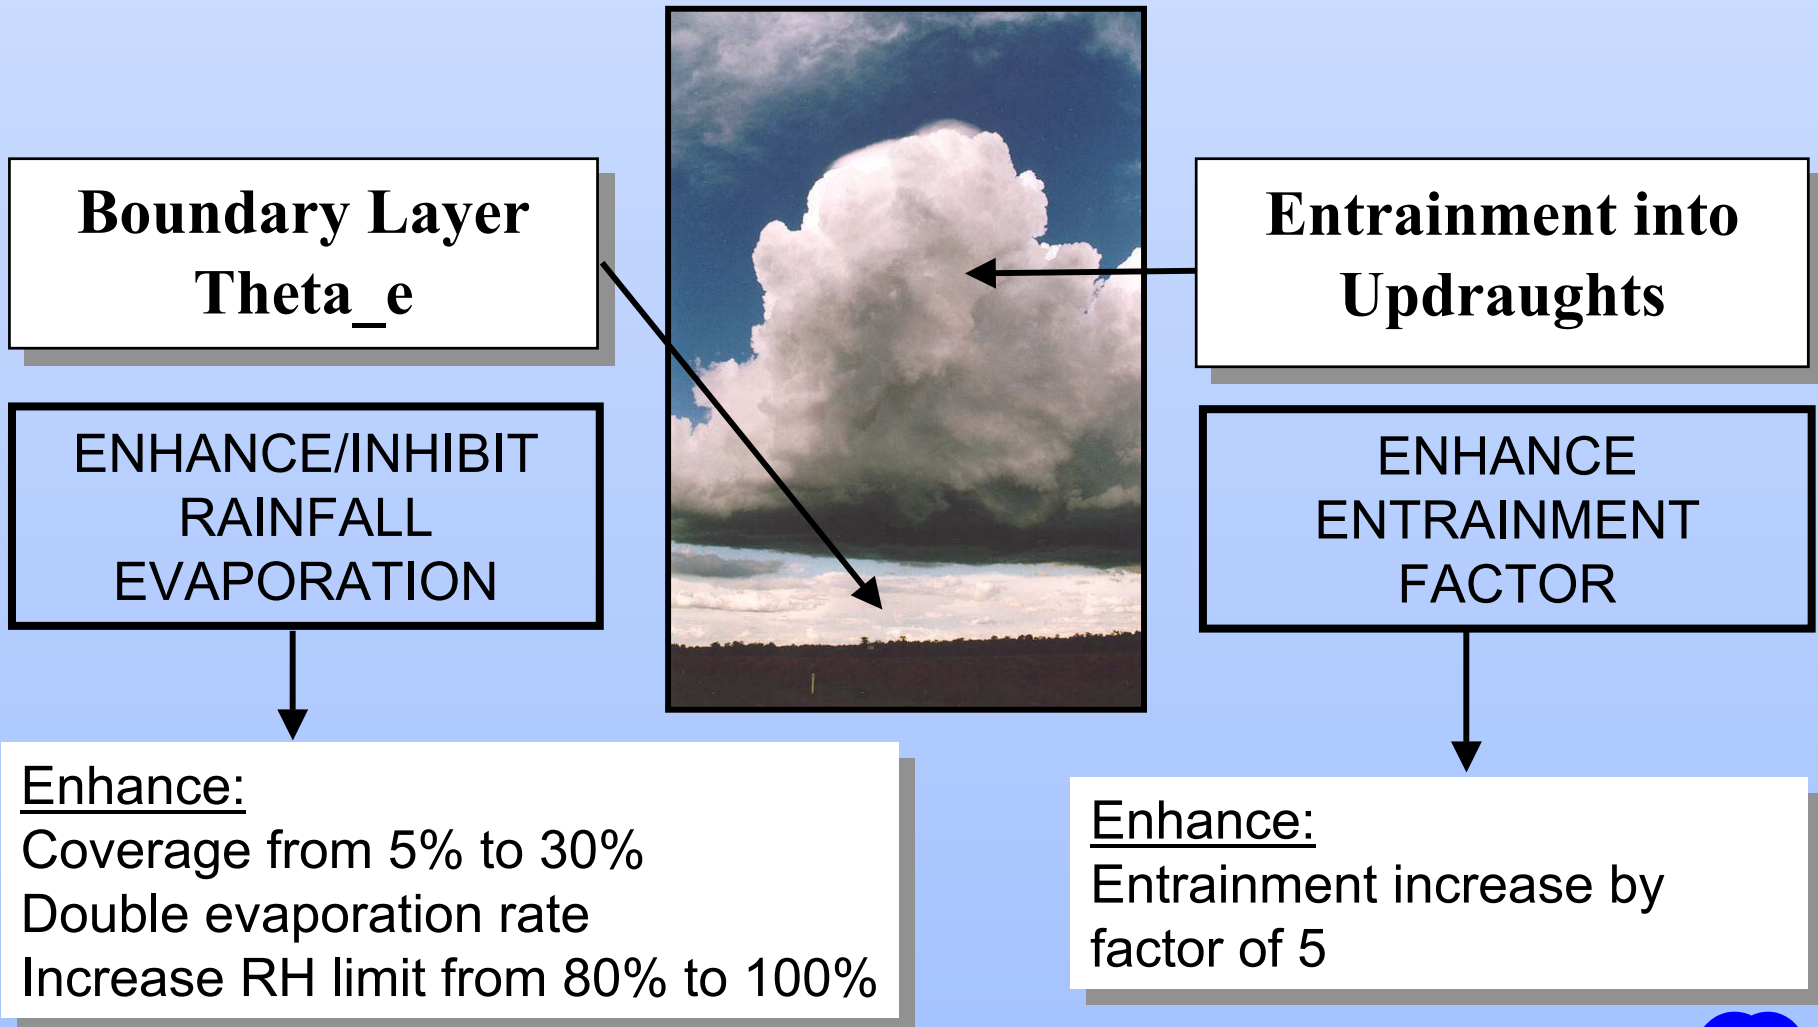 Boundary Layer
Theta_e
ENHANCE/INHIBIT
RAINFALL
EVAPORATION
Enhance:
Coverage from 5% to 30%
Double evaporation rate
Increase RH limit from 80% to 100%
Entrainment into
Updraughts
ENHANCE
ENTRAINMENT
FACTOR
Enhance:
Entrainment increase by
factor of 5